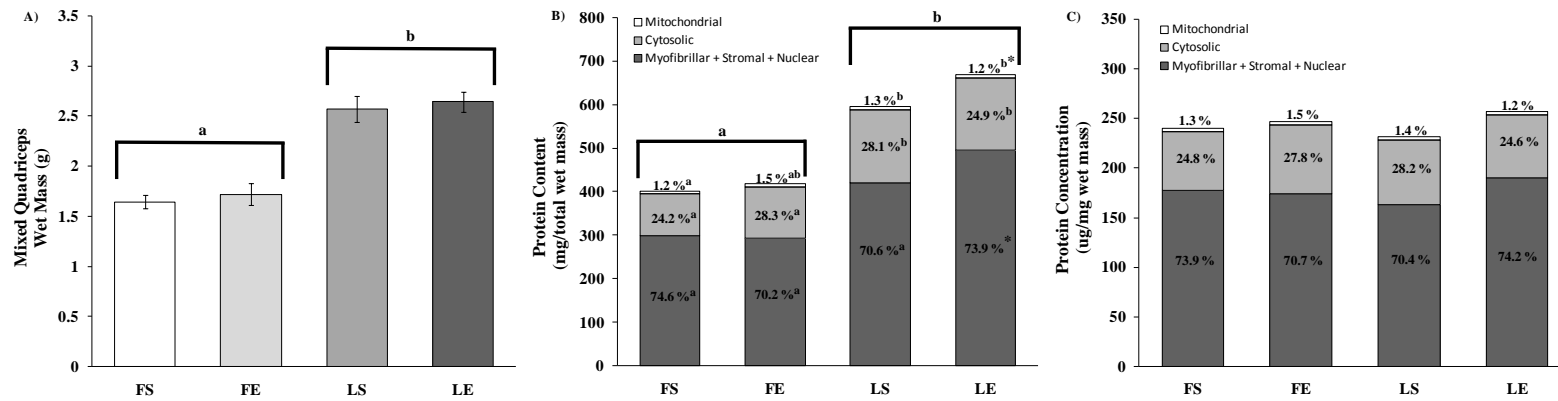 A)
Mixed Quadriceps
Wet Mass (g)
3.5
3
2.5
2
1.5
1
0.5
0
a
b
FS
FE
LS
LE
B)
Protein Content
(mg/total wet mass)
800
700
600
500
400
300
200
100
0
Mitochondrial
Cytosolic
Myofibrillar + Stromal + Nuclear
a
b
1.2 %a
24.2 %a
74.6 %a
1.5 %ab
28.3 %a
70.2 %a
1.3 %b
28.1 %b
70.6 %a
1.2 %b*
24.9 %b
73.9 %*
FS
FE
LS
LE
C)
Protein Concentration
(ug/mg wet mass)
350
300
250
200
150
100
50
0
Mitochondrial
Cytosolic
Myofibrillar + Stromal + Nuclear
1.3 %
24.8 %
73.9 %
1.5 %
27.8 %
70.7 %
1.4 %
28.2 %
70.4 %
1.2 %
24.6 %
74.2 %
FS
FE
LS
LE